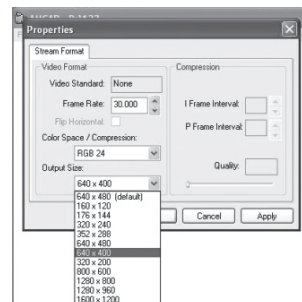 Properties
Stream Format
Video Format
Video Standard: None
Frame Rate: 30.000
Flip Horizontal:
Color Space / Compression:
RGB 24
Output Size:
640 x 400
640 x 480 (default)
160 x 120
176 x 144
320 x 240
352 x 288
640 x 480
640 x 400
320 x 200
800 x 600
1280 x 800
1280 x 960
1600 x 1200
Compression
I Frame Interval:
P Frame Interval:
Quality:
Cancel
Apply